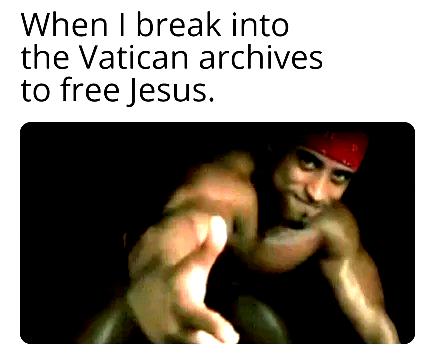 When I break into
the Vatican archives
to free Jesus.